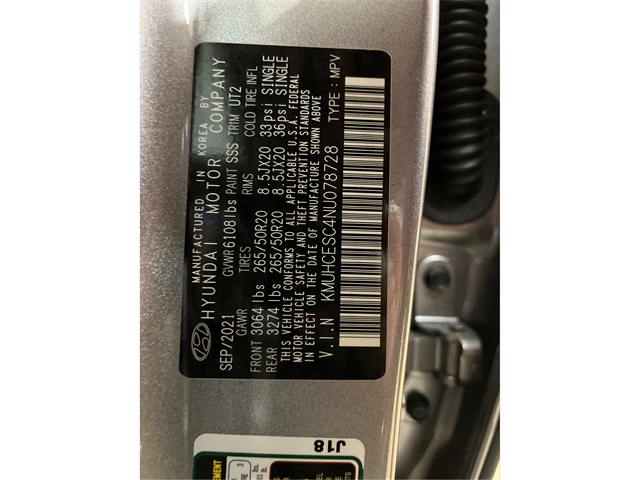 MANUFACTURED IN KOREA BY
HYUNDAI MOTOR COMPANY
SEP/2021 GVWR 6108 lbs PAINT SSS TRIM UT2
GAWR TIRES RIMS COLD TIRE INFL
FRONT 3064 lbs 265/50R20 8.5JX20 33psi SINGLE
REAR 3274 lbs 265/50R20 8.5JX20 36psi SINGLE
THIS VEHICLE CONFORMS TO ALL APPLICABLE U.S.A. FEDERAL
MOTOR VEHICLE SAFETY AND THEFT PREVENTION STANDARDS
IN EFFECT ON THE DATE OF MANUFACTURE SHOWN ABOVE
V.I.N KMUHCESC4NU078728 TYPE : MPV
J18